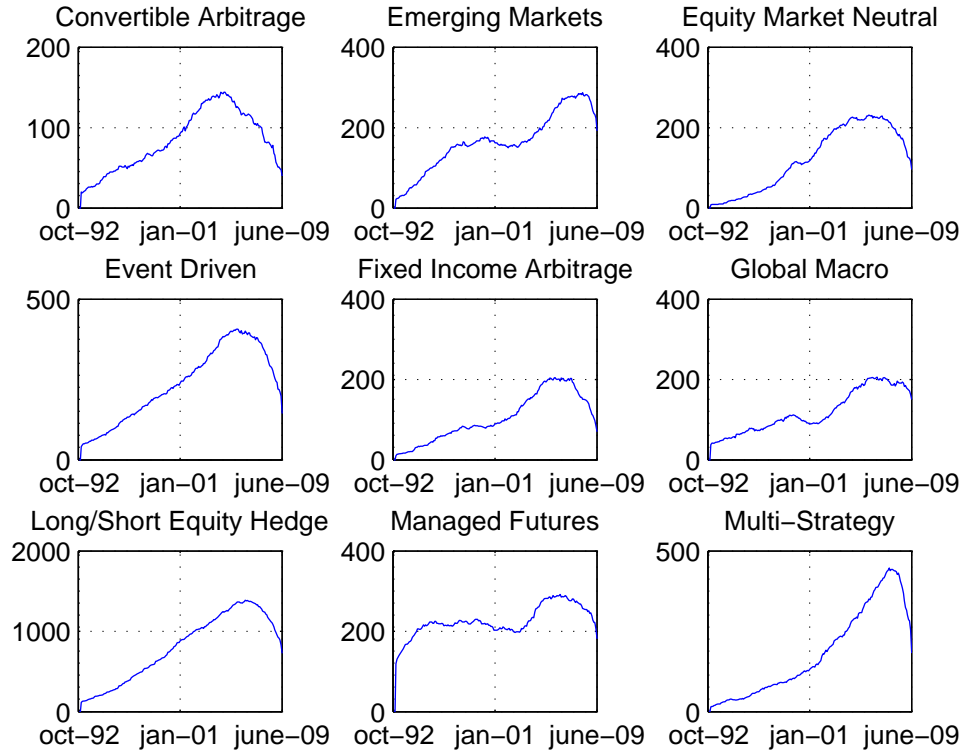 Convertible Arbitrage
200
100
0
oct−92 jan−01 june−09
Emerging Markets
400
200
0
oct−92 jan−01 june−09
Equity Market Neutral
400
200
0
oct−92 jan−01 june−09
Event Driven
500
0
oct−92 jan−01 june−09
Fixed Income Arbitrage
400
200
0
oct−92 jan−01 june−09
Global Macro
400
200
0
oct−92 jan−01 june−09
Long/Short Equity Hedge
2000
1000
0
oct−92 jan−01 june−09
Managed Futures
400
200
0
oct−92 jan−01 june−09
Multi−Strategy
500
0
oct−92 jan−01 june−09